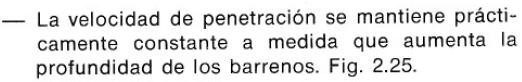 — La velocidad de penetración se mantiene prácti-
camente constante a medida que aumenta la
profundidad de los barrenos. Fig. 2.25.